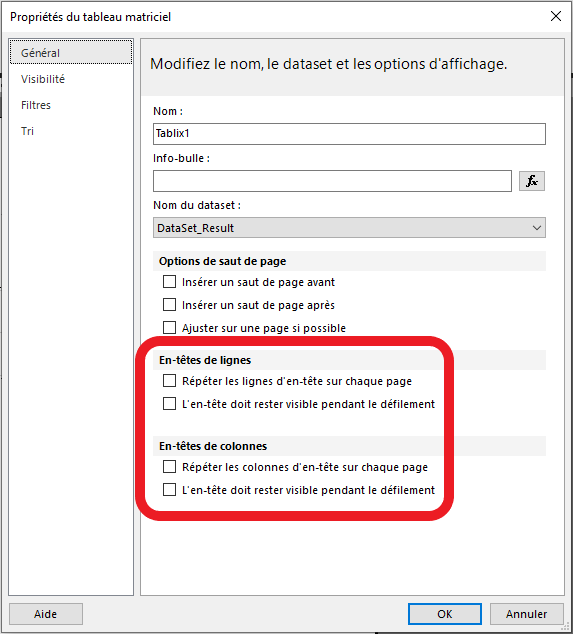 Propriétés du tableau matriciel
Général
Visibilité
Filtres
Tri
Modifiez le nom, le dataset et les options d'affichage.
Nom :
Tablix1
Info-bulle :
fx
Nom du dataset :
DataSet_Result
Options de saut de page
Insérer un saut de page avant
Insérer un saut de page après
Ajuster sur une page si possible
En-têtes de lignes
Répéter les lignes d'en-tête sur chaque page
L'en-tête doit rester visible pendant le défilement
En-têtes de colonnes
Répéter les colonnes d'en-tête sur chaque page
L'en-tête doit rester visible pendant le défilement
Aide
OK
Annuler